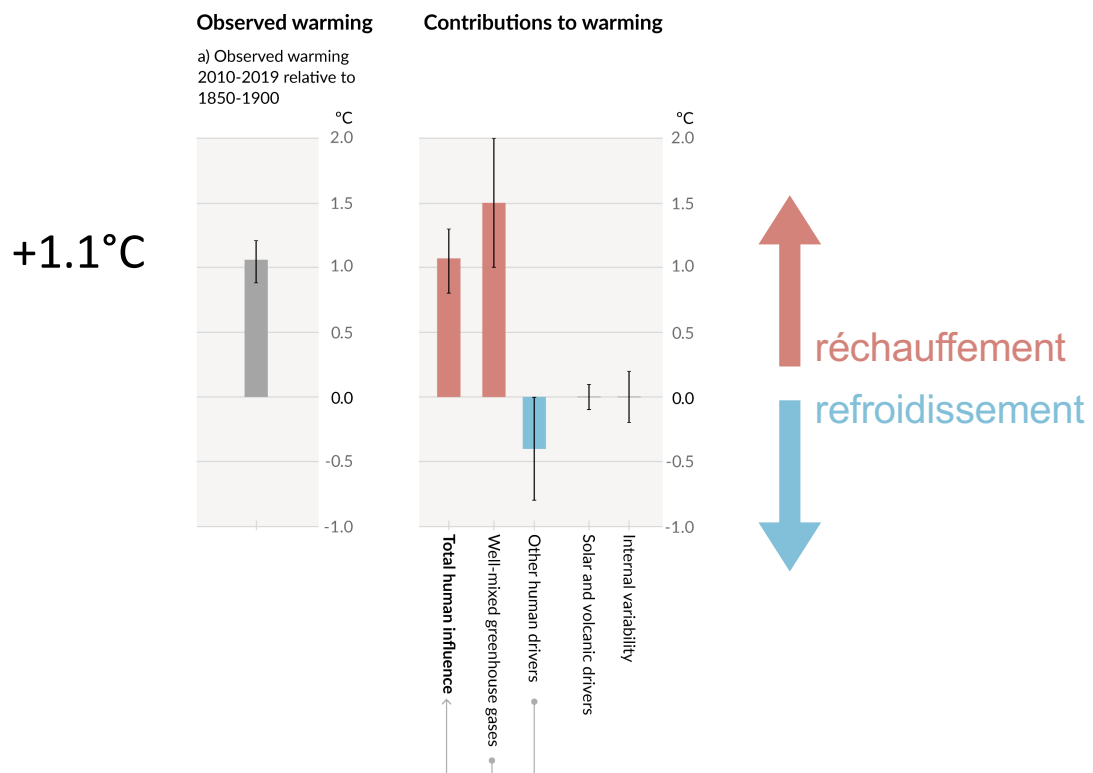 Observed warming
a) Observed warming
2010-2019 relative to
1850-1900
°C
2.0
1.5
1.0
0.5
0.0
-0.5
-1.0
+1.1°C
Contributions to warming
°C
2.0
1.5
1.0
0.5
0.0
-0.5
-1.0
Total human influence
Well-mixed greenhouse gases
Other human drivers
Solar and volcanic drivers
Internal variability
réchauffement
refroidissement